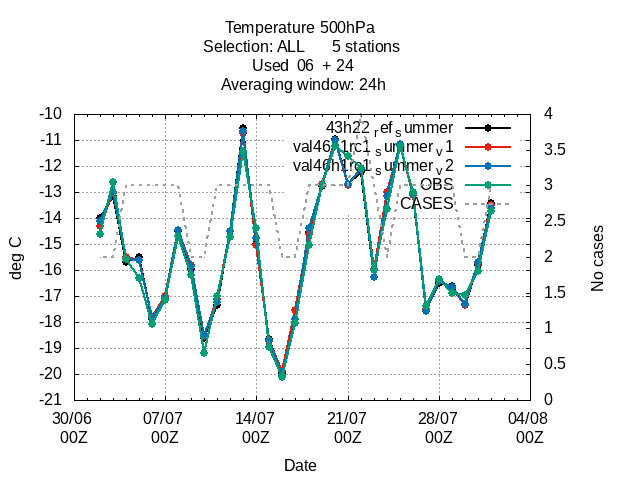 Temperature 500hPa
Selection: ALL 5 stations
Used 06 + 24
Averaging window: 24h
-10
-11
-12
-13
-14
-15
-16
-17
-18
-19
-20
-21
deg C
4
3.5
3
2.5
2
1.5
1
0.5
0
No cases
43h22_ref_summer
val46h1rc1_summer_v1
val46h1rc1_summer_v2
OBS
CASES
30/06 07/07 14/07 21/07 28/07 04/08
00Z 00Z 00Z 00Z 00Z 00Z
Date